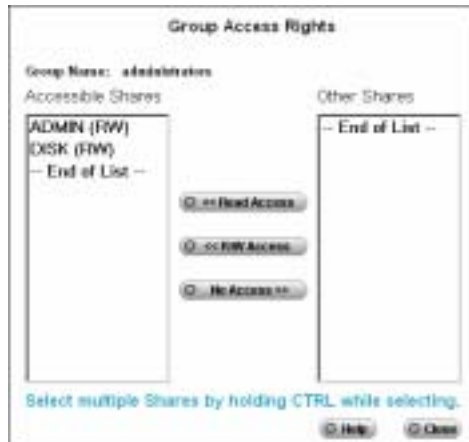 Group Access Rights
Group Name: administrators
Accessible Shares
Other Shares
ADMIN (RW)
DISK (RW)
-- End of List --
-- End of List --
<< Read Access
<< R/W Access
No Access >>
Select multiple Shares by holding CTRL while selecting.
Help
Close